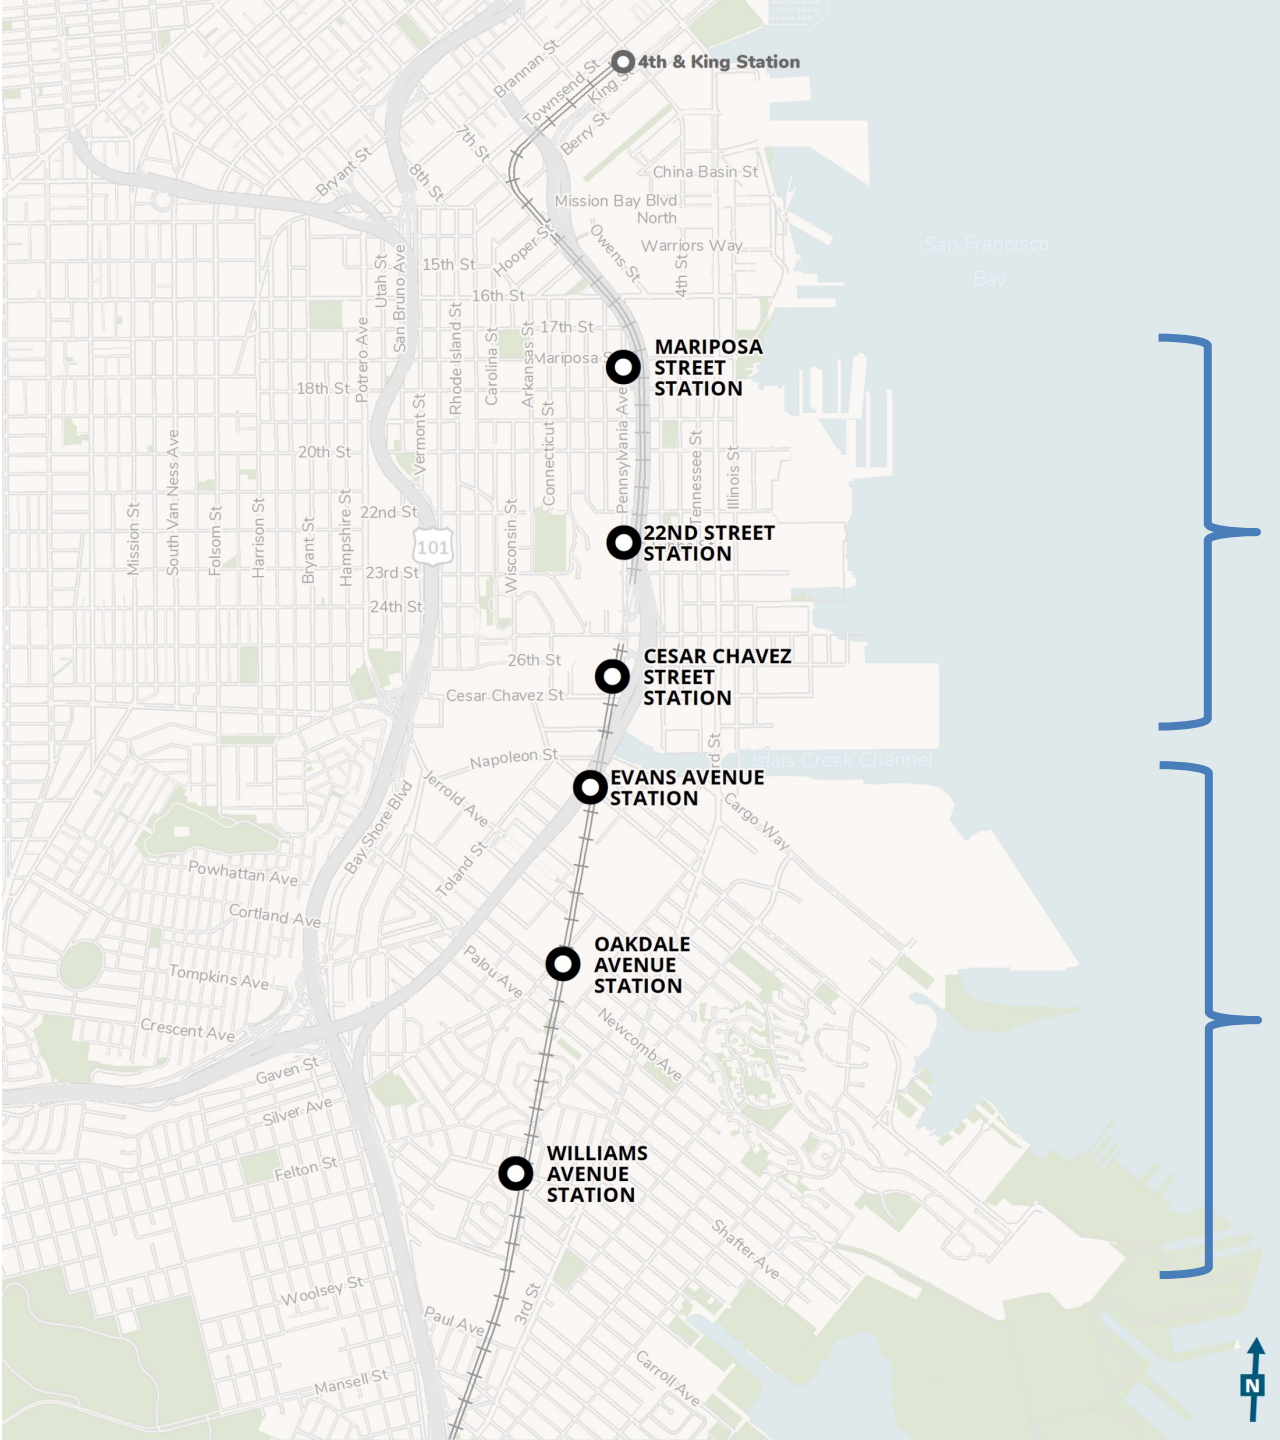 4th & King Station
Brannan St
Townsend St
King St
Berry St
7th St
Bryant St
8th St
China Basin St
Mission Bay Blvd
North
Warriors Way
Owens St
Hooper St
4th St
San Francisco
Bay
15th St
Utah St
San Bruno Ave
16th St
17th St
Rhode Island St
Carolina St
Arkansas St
Potrero Ave
Mariposa S
MARIPOSA
STREET
STATION
18th St
Vermont St
Connecticut St
Pennsylvania Ave
Tennessee St
Illinois St
20th St
Mission St
South Van Ness Ave
Folsom St
Harrison St
Bryant St
Hampshire St
22nd St
Wisconsin St
101
22ND STREET
STATION
23rd St
24th St
26th St
CESAR CHAVEZ
STREET
STATION
Cesar Chavez St
Napoleon St
3rd St
Islais Creek Channel
EVANS AVENUE
STATION
Jerrold Ave
Cargo Way
Bay Shore Blvd
Toland St
Powhattan Ave
Cortland Ave
OAKDALE
AVENUE
STATION
Palou Ave
Tompkins Ave
Newcomb Ave
Crescent Ave
Gaven St
Silver Ave
Felton St
WILLIAMS
AVENUE
STATION
Shafter Ave
Woolsey St
3rd St
Paul Ave
Mansell St
Carroll Ave
N